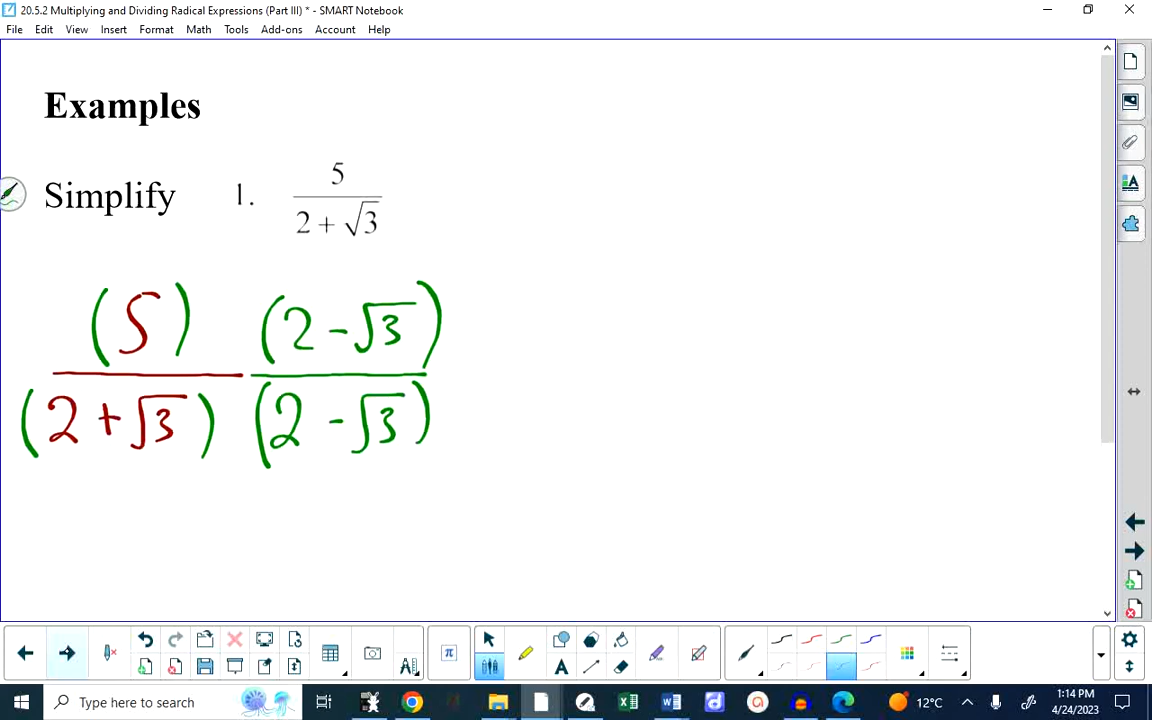 20.5.2 Multiplying and Dividing Radical Expressions (Part III) * - SMART Notebook
File Edit View Insert Format Math Tools Add-ons Account Help
Examples
Simplify 1. 5
2 + √3
(5) (2 - √3)
(2 + √3) (2 - √3)
A
A
π
A
Type here to search
12°C
1:14 PM
4/24/2023